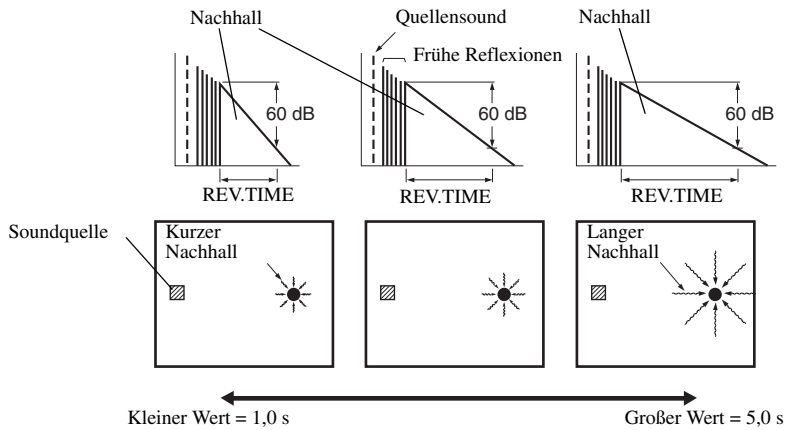 Nachhall
Quellensound
Nachhall
Frühe Reflexionen
60 dB
60 dB
60 dB
REV.TIME
REV.TIME
REV.TIME
Soundquelle
Kurzer
Nachhall
Langer
Nachhall
Kleiner Wert = 1,0 s
Großer Wert = 5,0 s